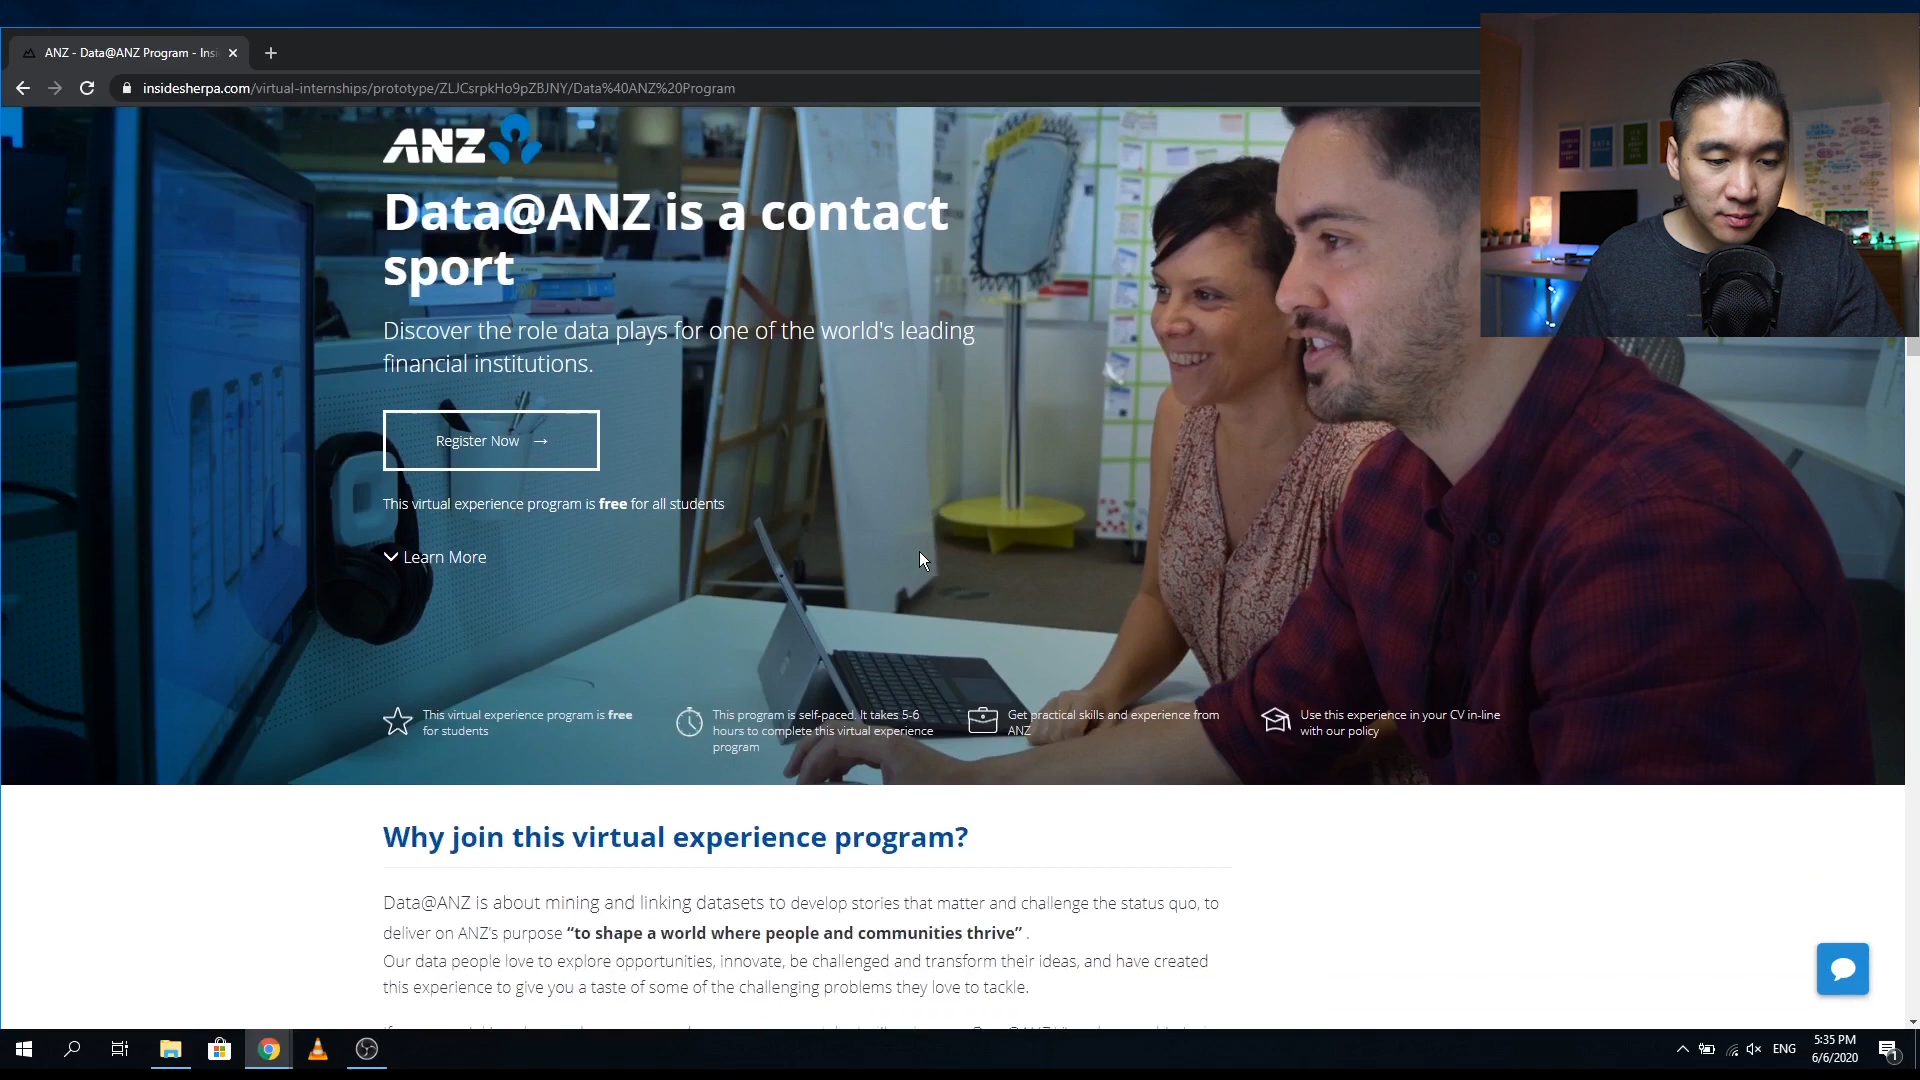 ANZ - Data@ANZ Program - Insi
insidesherpa.com/virtual-internships/prototype/ZLJCsrpkHo9pZBJNY/Data%40ANZ%20Program
ANZ
Data@ANZ is a contact
sport
Discover the role data plays for one of the world's leading
financial institutions.
Register Now →
This virtual experience program is free for all students
Learn More
This virtual experience program is free
for students
This program is self-paced. It takes 5-6
hours to complete this virtual experience
program
Get practical skills and experience from
ANZ
Use this experience in your CV in-line
with our policy
Why join this virtual experience program?
Data@ANZ is about mining and linking datasets to develop stories that matter and challenge the status quo, to
deliver on ANZ's purpose “to shape a world where people and communities thrive” .
Our data people love to explore opportunities, innovate, be challenged and transform their ideas, and have created
this experience to give you a taste of some of the challenging problems they love to tackle.
ENG
5:35 PM
6/6/2020
1